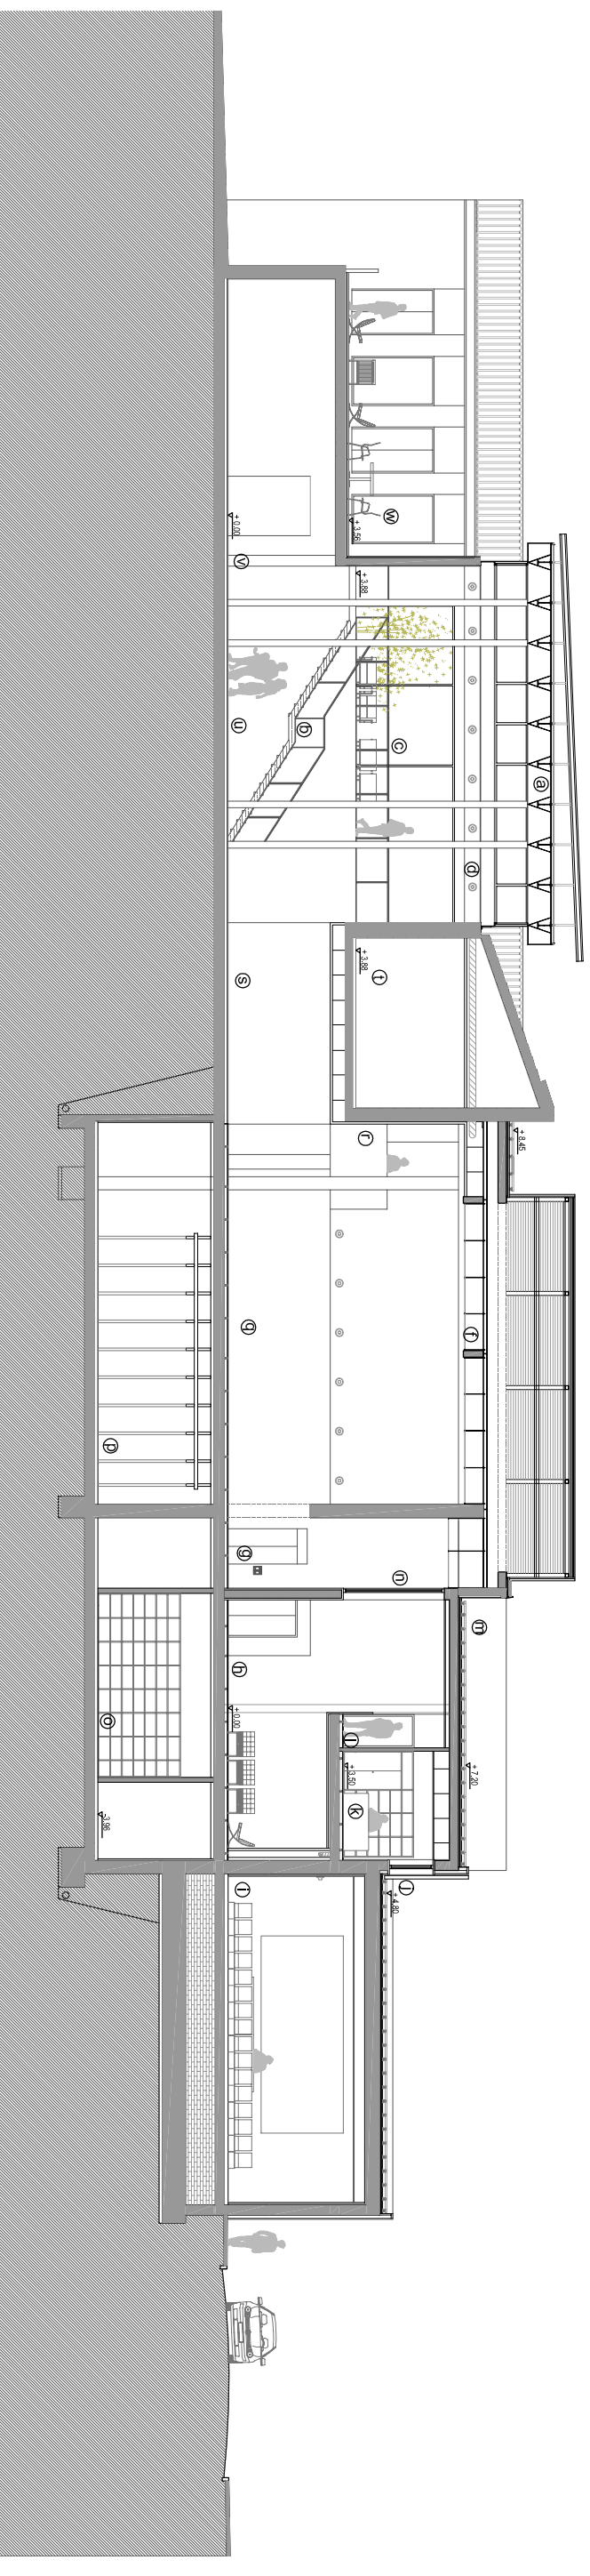 w
+ 3.56
+ 0.00
v
+ 3.88
u
b
c
a
d
t
+ 3.88
s
r
+ 8.45
q
f
p
g
n
m
h
+ 0.00
l
+ 7.20
+ 3.50
k
o
-3.96
j
i
+ 4.80